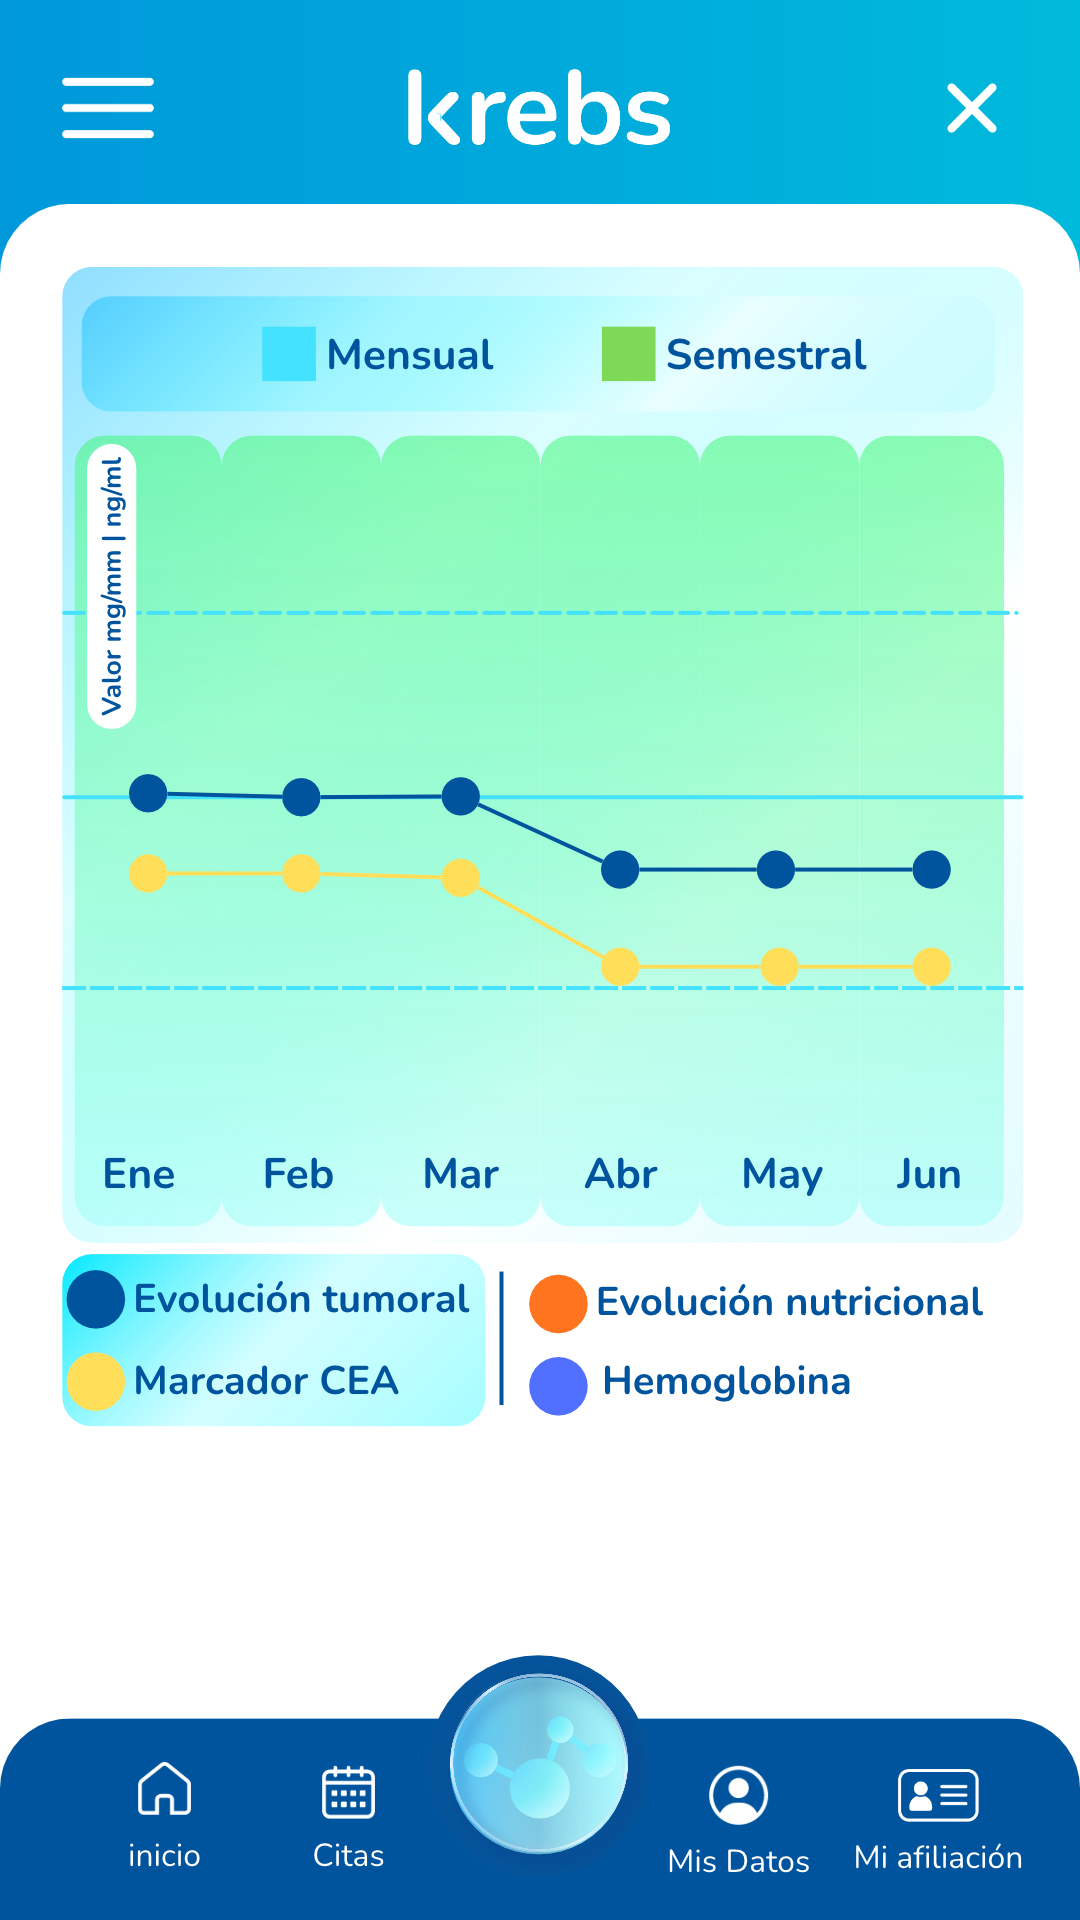 krebs
Mensual Semestral
Valor mg/mm | ng/ml
Ene Feb Mar Abr May Jun
Evolución tumoral
Marcador CEA
Evolución nutricional
Hemoglobina
inicio Citas Mis Datos Mi afiliación